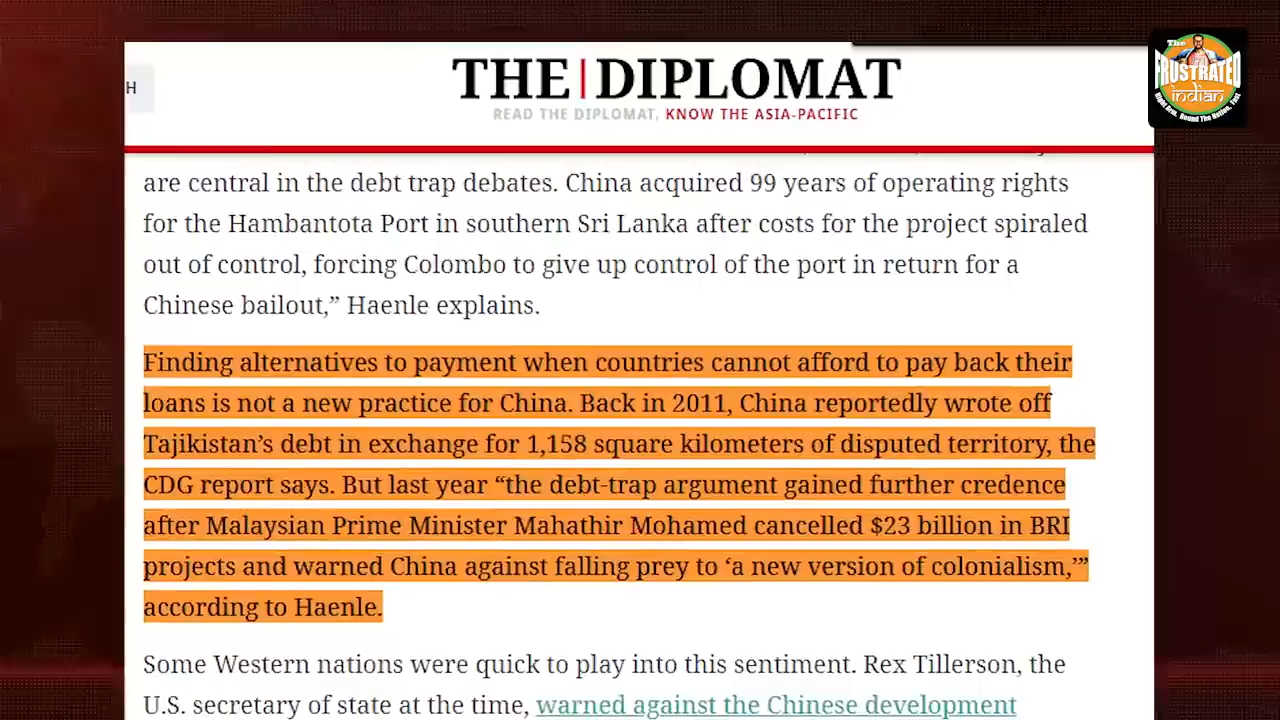 H
THE | DIPLOMAT
READ THE DIPLOMAT, KNOW THE ASIA-PACIFIC
The
FRUSTRATED
indian
Right Arm. Bound The Nation. Fast
are central in the debt trap debates. China acquired 99 years of operating rights
for the Hambantota Port in southern Sri Lanka after costs for the project spiraled
out of control, forcing Colombo to give up control of the port in return for a
Chinese bailout,” Haenle explains.
Finding alternatives to payment when countries cannot afford to pay back their
loans is not a new practice for China. Back in 2011, China reportedly wrote off
Tajikistan’s debt in exchange for 1,158 square kilometers of disputed territory, the
CDG report says. But last year “the debt-trap argument gained further credence
after Malaysian Prime Minister Mahathir Mohamed cancelled $23 billion in BRI
projects and warned China against falling prey to ‘a new version of colonialism,’”
according to Haenle.
Some Western nations were quick to play into this sentiment. Rex Tillerson, the
U.S. secretary of state at the time, warned against the Chinese development